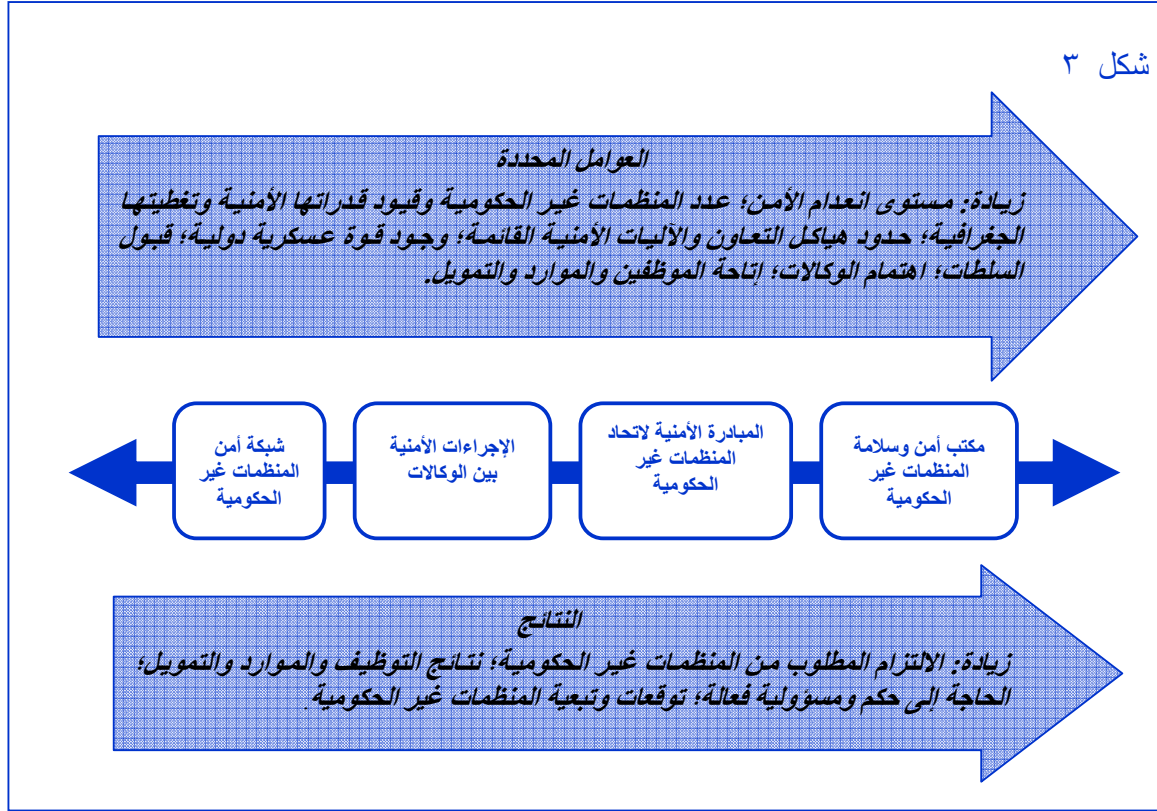 شكل ٣
العوامل المحددة
زيادة: مستوى انعدام الأمن؛ عدد المنظمات غير الحكومية وقيود قدراتها الأمنية وتغطيتها
الجغرافية؛ حدود هياكل التعاون والآليات الأمنية القائمة؛ وجود قوة عسكرية دولية؛ قبول
السلطات؛ اهتمام الوكالات؛ إتاحة الموظفين والموارد والتمويل.
مكتب أمن وسلامة
المنظمات غير
الحكومية
المبادرة الأمنية لاتحاد
المنظمات غير
الحكومية
الإجراءات الأمنية
بين الوكالات
شبكة أمن
المنظمات غير
الحكومية
النتائج
زيادة: الالتزام المطلوب من المنظمات غير الحكومية؛ نتائج التوظيف والموارد والتمويل؛
الحاجة إلى حكم ومسؤولية فعالة؛ توقعات وتبعية المنظمات غير الحكومية.